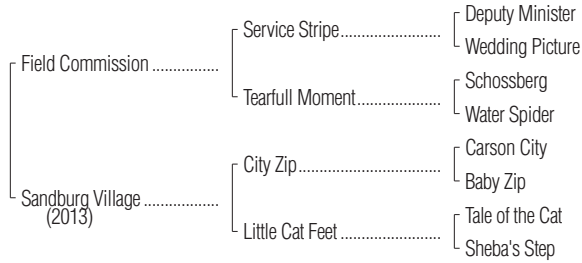 Deputy Minister
Service Stripe......................
Wedding Picture
Field Commission ................
Schossberg
Tearfull Moment...................
Water Spider
Carson City
City Zip................................
Baby Zip
Sandburg Village .................
(2013)
Tale of the Cat
Little Cat Feet ......................
Sheba's Step